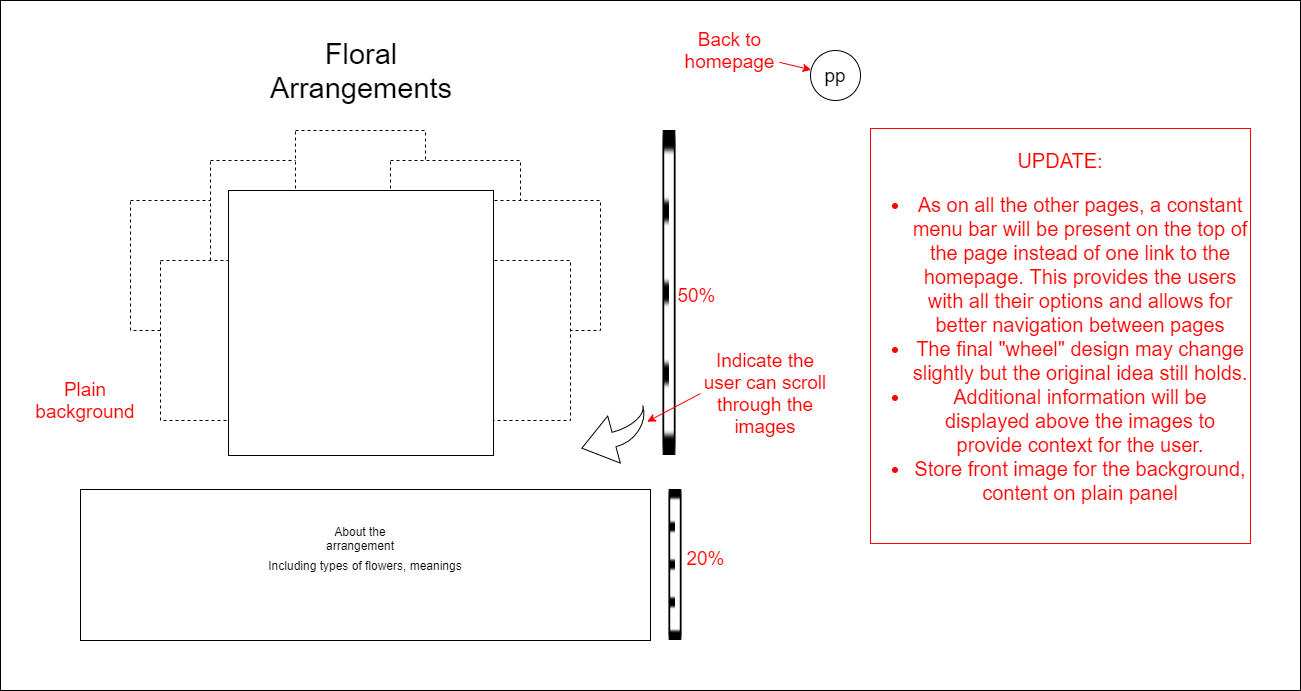 Floral
Arrangements
Back to
homepage
pp
Plain
background
50%
Indicate the
user can scroll
through the
images
About the
arrangement
Including types of flowers, meanings
20%
UPDATE:
As on all the other pages, a constant
menu bar will be present on the top of
the page instead of one link to the
homepage. This provides the users
with all their options and allows for
better navigation between pages
The final "wheel" design may change
slightly but the original idea still holds.
Additional information will be
displayed above the images to
provide context for the user.
Store front image for the background,
content on plain panel